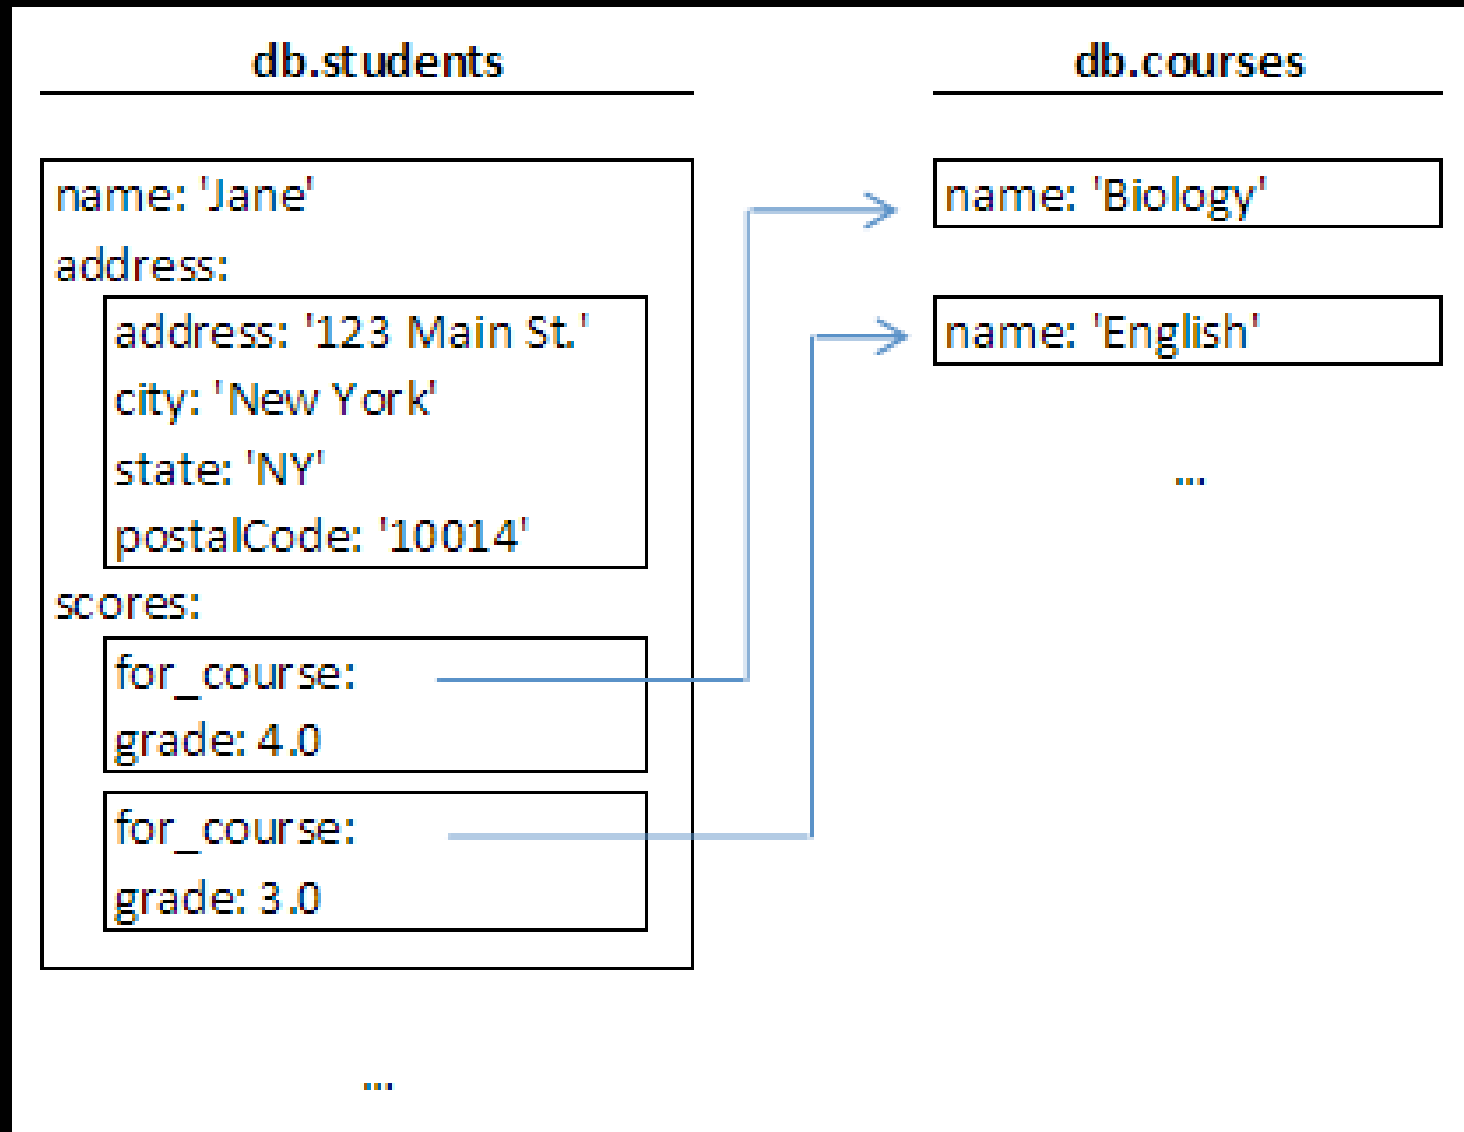 db.students
name: 'Jane'
address:
address: '123 Main St.'
city: 'New York'
state: 'NY'
postalCode: '10014'
scores:
for_course:
grade: 4.0
for_course:
grade: 3.0
...
db.courses
name: 'Biology'
name: 'English'
...